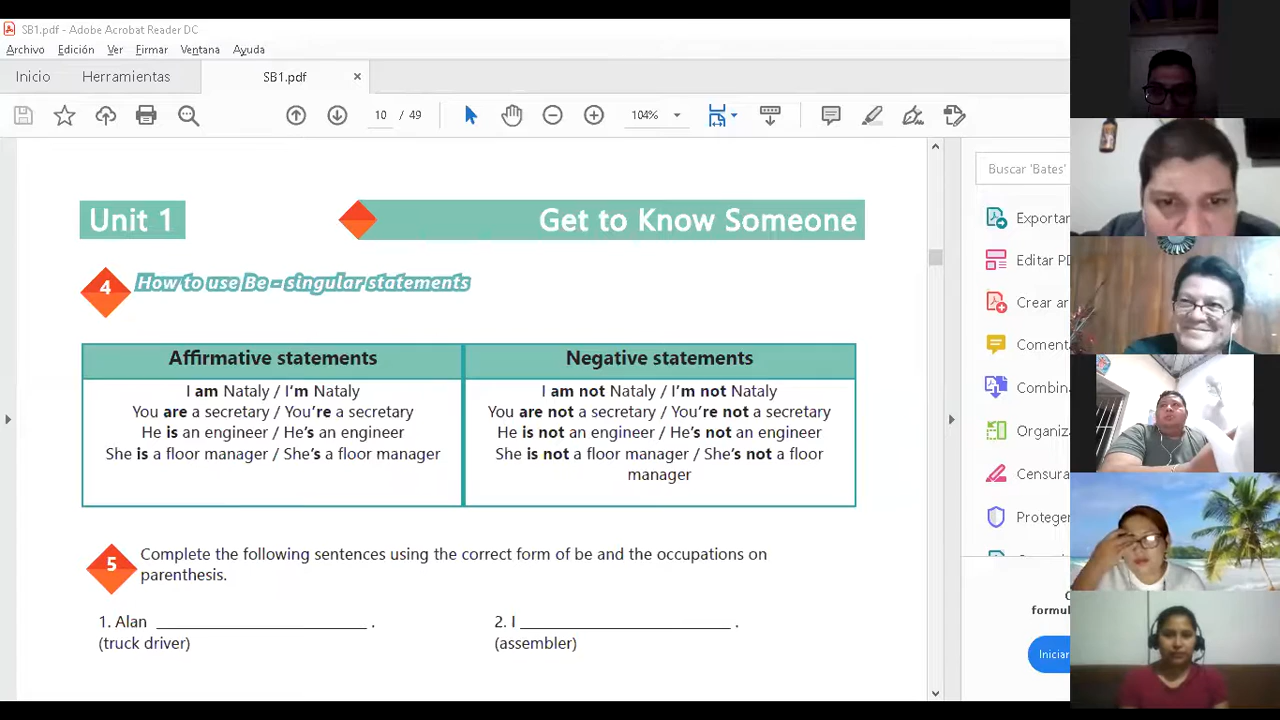 SB1.pdf - Adobe Acrobat Reader DC
Archivo Edición Ver Firmar Ventana Ayuda
Inicio Herramientas SB1.pdf ×
10 / 49 104%
Buscar 'Bates'
Exportar
Editar PD
Crear ar
Coment
Combin
Organiz
Censura
Proteger
formul
Iniciar
Unit 1 Get to Know Someone
4 How to use Be - singular statements
Affirmative statements Negative statements
I am Nataly / I'm Nataly I am not Nataly / I'm not Nataly
You are a secretary / You're a secretary You are not a secretary / You're not a secretary
He is an engineer / He's an engineer He is not an engineer / He's not an engineer
She is a floor manager / She's a floor manager She is not a floor manager / She's not a floor
manager
5 Complete the following sentences using the correct form of be and the occupations on
parenthesis.
1. Alan ________________________ . 2. I ________________________ .
(truck driver) (assembler)